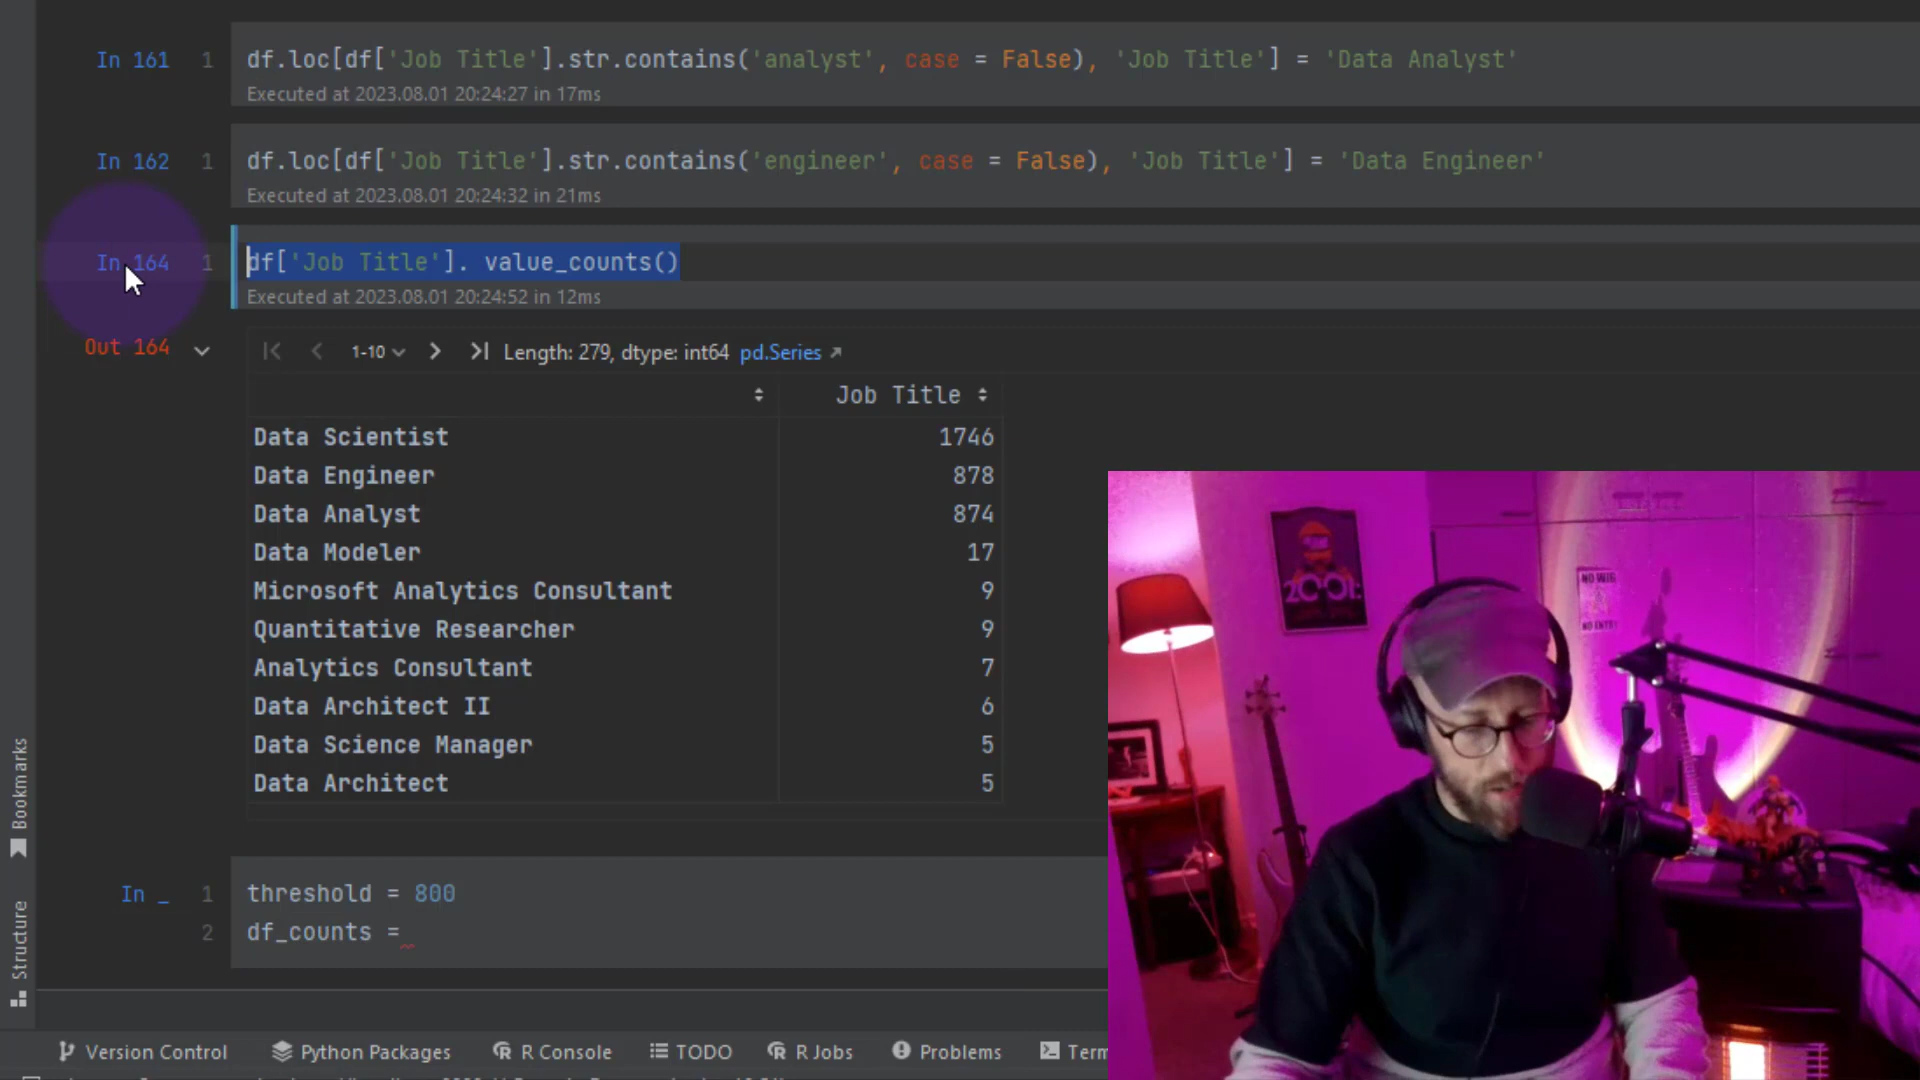 In 161 1 df.loc[df['Job Title'].str.contains('analyst', case = False), 'Job Title'] = 'Data Analyst'
Executed at 2023.08.01 20:24:27 in 17ms
In 162 1 df.loc[df['Job Title'].str.contains('engineer', case = False), 'Job Title'] = 'Data Engineer'
Executed at 2023.08.01 20:24:32 in 21ms
In 164 1 df['Job Title']. value_counts()
Executed at 2023.08.01 20:24:52 in 12ms
Out 164 1-10 Length: 279, dtype: int64 pd.Series
Job Title
Data Scientist 1746
Data Engineer 878
Data Analyst 874
Data Modeler 17
Microsoft Analytics Consultant 9
Quantitative Researcher 9
Analytics Consultant 7
Data Architect II 6
Data Science Manager 5
Data Architect 5
In _ 1 threshold = 800
2 df_counts =
Bookmarks
Structure
2001:
NO ENTRY
Version Control Python Packages R Console TODO R Jobs Problems Term